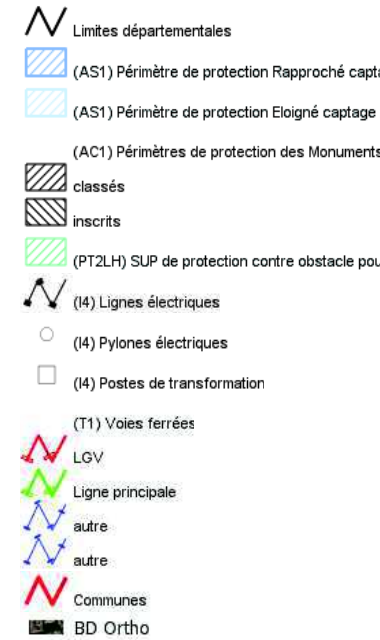 Limites départementales
(AS1) Périmètre de protection Rapproché capta
(AS1) Périmètre de protection Eloigné captage
(AC1) Périmètres de protection des Monuments
classés
inscrits
(PT2LH) SUP de protection contre obstacle pou
(I4) Lignes électriques
(I4) Pylones électriques
(I4) Postes de transformation
(T1) Voies ferrées
LGV
Ligne principale
autre
autre
Communes
BD Ortho